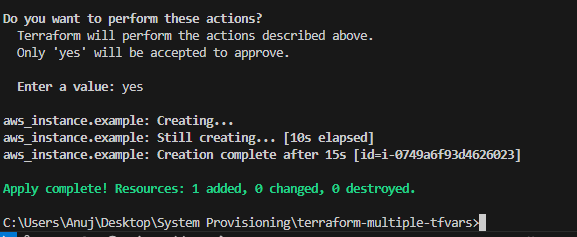 Do you want to perform these actions?
Terraform will perform the actions described above.
Only 'yes' will be accepted to approve.
Enter a value: yes
aws_instance.example: Creating...
aws_instance.example: Still creating... [10s elapsed]
aws_instance.example: Creation complete after 15s [id=i-0749a6f93d4626023]
Apply complete! Resources: 1 added, 0 changed, 0 destroyed.
C:\Users\Anuj\Desktop\System Provisioning\terraform-multiple-tfvars>